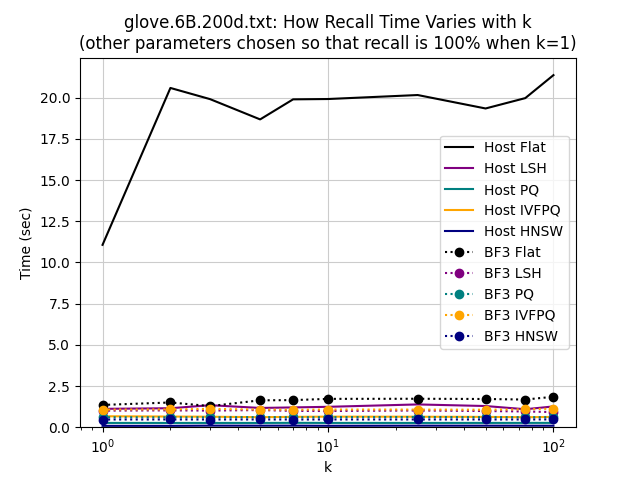 glove.6B.200d.txt: How Recall Time Varies with k
(other parameters chosen so that recall is 100% when k=1)
20.0
17.5
15.0
12.5
10.0
7.5
5.0
2.5
0.0
Time (sec)
Host Flat
Host LSH
Host PQ
Host IVFPQ
Host HNSW
BF3 Flat
BF3 LSH
BF3 PQ
BF3 IVFPQ
BF3 HNSW
10⁰ 10¹ 10²
k